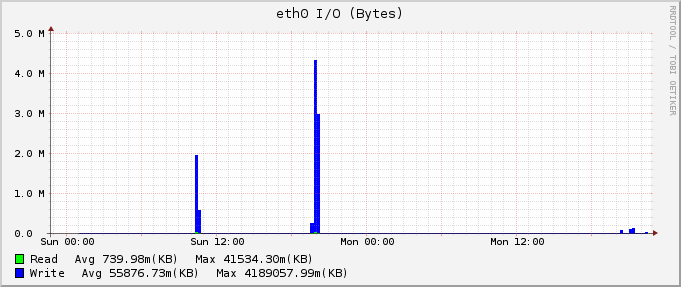 eth0 I/O (Bytes)
RRDTOOL / TOBI OETIKER
5.0 M
4.0 M
3.0 M
2.0 M
1.0 M
0.0
Sun 00:00 Sun 12:00 Mon 00:00 Mon 12:00
Read Avg 739.98m(KB) Max 41534.30m(KB)
Write Avg 55876.73m(KB) Max 4189057.99m(KB)